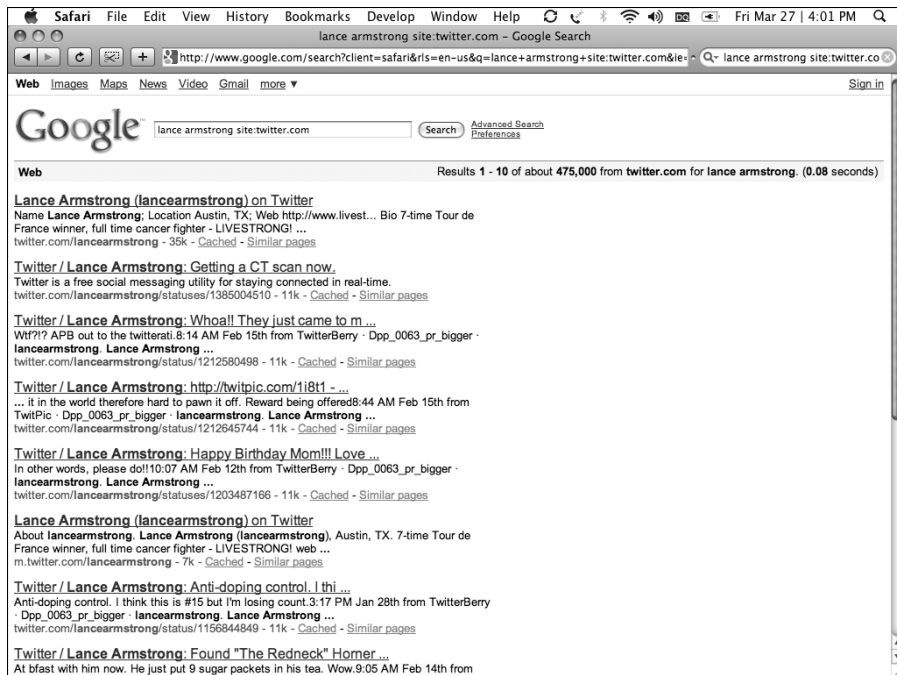 Safari File Edit View History Bookmarks Develop Window Help Fri Mar 27 | 4:01 PM
lance armstrong site:twitter.com – Google Search
http://www.google.com/search?client=safari&rls=en-us&q=lance+armstrong+site:twitter.com&ie= lance armstrong site:twitter.co
Web Images Maps News Video Gmail more ▼ Sign in
Google™ lance armstrong site:twitter.com Search Advanced Search
Preferences
Web Results 1 - 10 of about 475,000 from twitter.com for lance armstrong. (0.08 seconds)
Lance Armstrong (lancearmstrong) on Twitter
Name Lance Armstrong; Location Austin, TX; Web http://www.livest... Bio 7-time Tour de
France winner, full time cancer fighter - LIVESTRONG! ...
twitter.com/lancearmstrong - 35k - Cached - Similar pages
Twitter / Lance Armstrong: Getting a CT scan now.
Twitter is a free social messaging utility for staying connected in real-time.
twitter.com/lancearmstrong/statuses/1385004510 - 11k - Cached - Similar pages
Twitter / Lance Armstrong: Whoa!! They just came to m ...
Wtf?!? APB out to the twitterati.8:14 AM Feb 15th from TwitterBerry · Dpp_0063_pr_bigger ·
lancearmstrong. Lance Armstrong ...
twitter.com/lancearmstrong/status/1212580498 - 11k - Cached - Similar pages
Twitter / Lance Armstrong: http://twitpic.com/1i8t1 - ...
... it in the world therefore hard to pawn it off. Reward being offered8:44 AM Feb 15th from
TwitPic · Dpp_0063_pr_bigger · lancearmstrong. Lance Armstrong ...
twitter.com/lancearmstrong/status/1212645744 - 11k - Cached - Similar pages
Twitter / Lance Armstrong: Happy Birthday Mom!!! Love ...
In other words, please do!!10:07 AM Feb 12th from TwitterBerry · Dpp_0063_pr_bigger ·
lancearmstrong. Lance Armstrong ...
twitter.com/lancearmstrong/statuses/1203487166 - 11k - Cached - Similar pages
Lance Armstrong (lancearmstrong) on Twitter
About lancearmstrong. Lance Armstrong (lancearmstrong), Austin, TX. 7-time Tour de
France winner, full time cancer fighter - LIVESTRONG! web ...
m.twitter.com/lancearmstrong - 7k - Cached - Similar pages
Twitter / Lance Armstrong: Anti-doping control. I thi ...
Anti-doping control. I think this is #15 but I'm losing count.3:17 PM Jan 28th from TwitterBerry
· Dpp_0063_pr_bigger · lancearmstrong. Lance Armstrong ...
twitter.com/lancearmstrong/status/1156844849 - 11k - Cached - Similar pages
Twitter / Lance Armstrong: Found "The Redneck" Horner ...
At bfast with him now. He just put 9 sugar packets in his tea. Wow.9:05 AM Feb 14th from